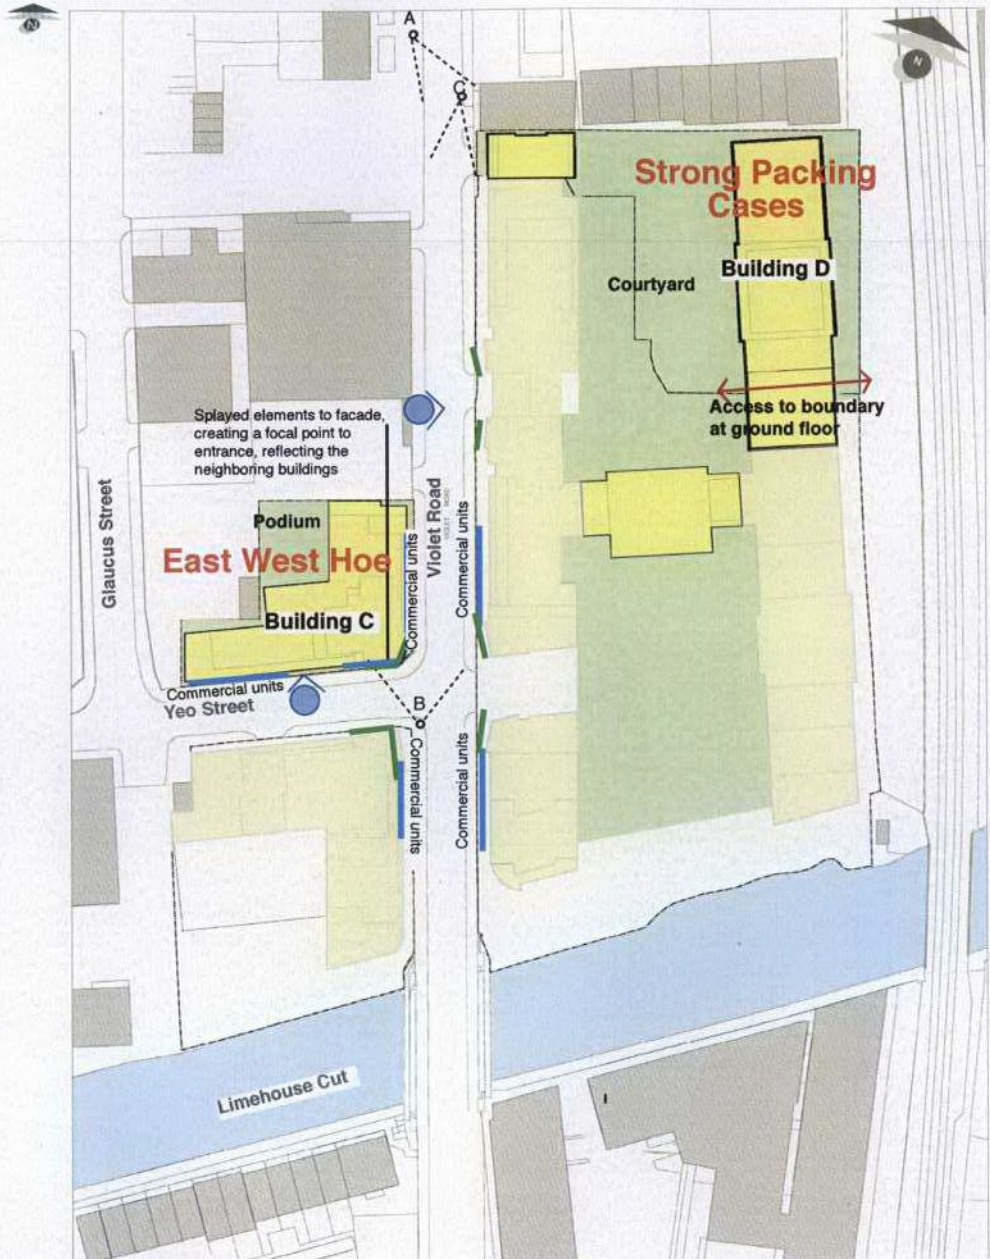 N
A
N
C
Strong Packing
Cases
Building D
Courtyard
Access to boundary
at ground floor
Splayed elements to facade,
creating a focal point to
entrance, reflecting the
neighboring buildings
Glaucus Street
Violet Road
VIOLET ROAD
Commercial units
Commercial units
Podium
East West Hoe
Building C
Commercial units
Yeo Street
B
Commercial units
Commercial units
Limehouse Cut